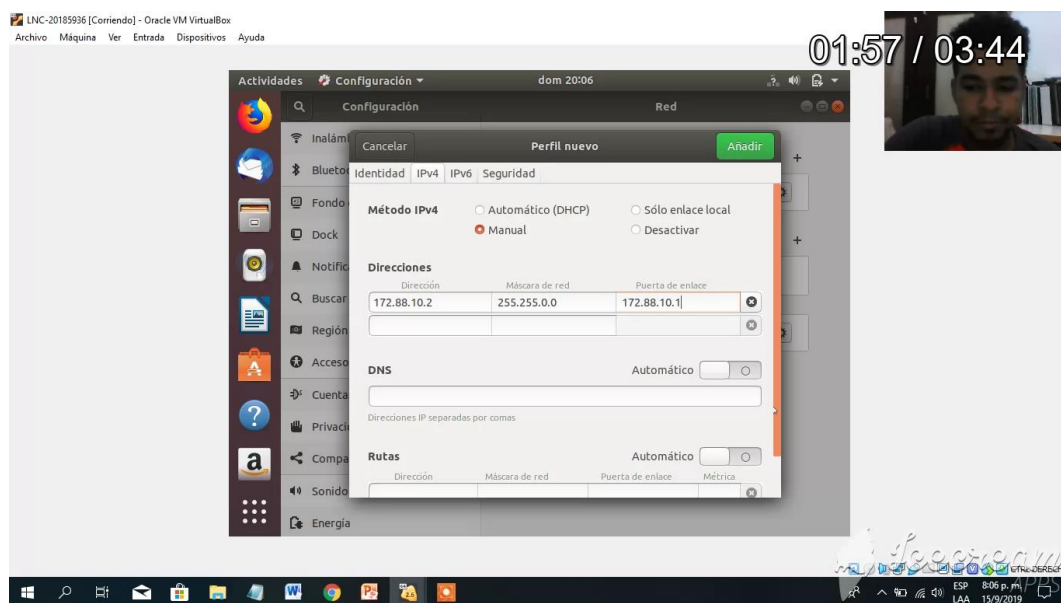 LNC-20185936 [Corriendo] - Oracle VM VirtualBox
Archivo Máquina Ver Entrada Dispositivos Ayuda
01:57 / 03:44
Actividades Configuración dom 20:06
Configuración Red
Inalám
Cancelar Perfil nuevo Añadir
Blueto
Identidad IPv4 IPv6 Seguridad
Fondo
Método IPv4 Automático (DHCP) Sólo enlace local
Manual Desactivar
Dock
Notific
Direcciones
Dirección Máscara de red Puerta de enlace
Buscar
172.88.10.2 255.255.0.0 172.88.10.1
Región
Acceso
DNS Automático
Cuenta
Direcciones IP separadas por comas
Privaci
Compa
Rutas Automático
Dirección Máscara de red Puerta de enlace Métrica
Sonido
Energía
Icecream
APPS
CTRL DERECH
ESP 8:06 p. m.
LAA 15/9/2019